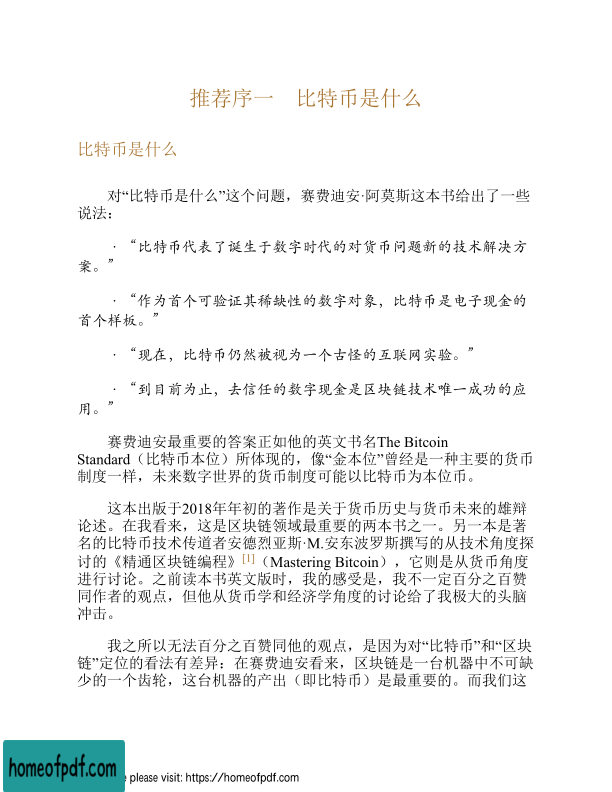 推荐序一　比特币是什么
比特币是什么
对“比特币是什么”这个问题，赛费迪安·阿莫斯这本书给出了一些
说法：
·“比特币代表了诞生于数字时代的对货币问题新的技术解决方
案。”
·“作为首个可验证其稀缺性的数字对象，比特币是电子现金的
首个样板。”
·“现在，比特币仍然被视为一个古怪的互联网实验。”
·“到目前为止，去信任的数字现金是区块链技术唯一成功的应
用。”
赛费迪安最重要的答案正如他的英文书名The Bitcoin
Standard（比特币本位）所体现的，像“金本位”曾经是一种主要的货币
制度一样，未来数字世界的货币制度可能以比特币为本位币。
这本出版于2018年年初的著作是关于货币历史与货币未来的雄辩
论述。在我看来，这是区块链领域最重要的两本书之一。另一本是著
名的比特币技术传道者安德烈亚斯·M.安东波罗斯撰写的从技术角度探
讨的《精通区块链编程》[1]（Mastering Bitcoin），它则是从货币角度
进行讨论。之前读本书英文版时，我的感受是，我不一定百分之百赞
同作者的观点，但他从货币学和经济学角度的讨论给了我极大的头脑
冲击。
我之所以无法百分之百赞同他的观点，是因为对“比特币”和“区块
链”定位的看法有差异：在赛费迪安看来，区块链是一台机器中不可缺
少的一个齿轮，这台机器的产出（即比特币）是最重要的。而我们这
homeofpdf.com
please visit: https://homeofpdf.com